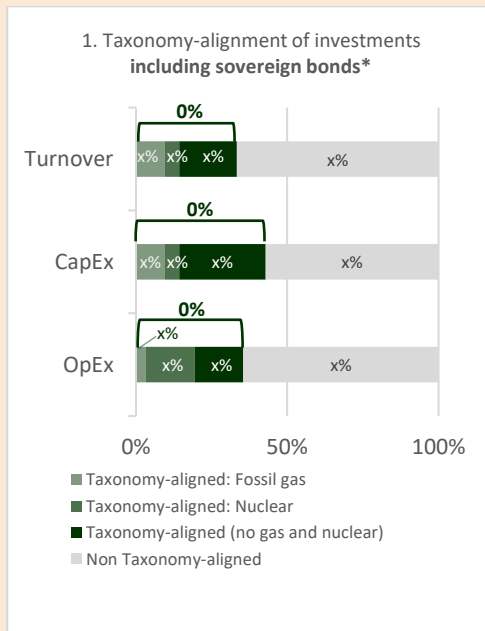 1. Taxonomy-alignment of investments
including sovereign bonds*
0%
Turnover
x% x% x% x%
0%
CapEx
x% x% x% x%
0%
x%
OpEx
x% x% x%
0% 50% 100%
Taxonomy-aligned: Fossil gas
Taxonomy-aligned: Nuclear
Taxonomy-aligned (no gas and nuclear)
Non Taxonomy-aligned